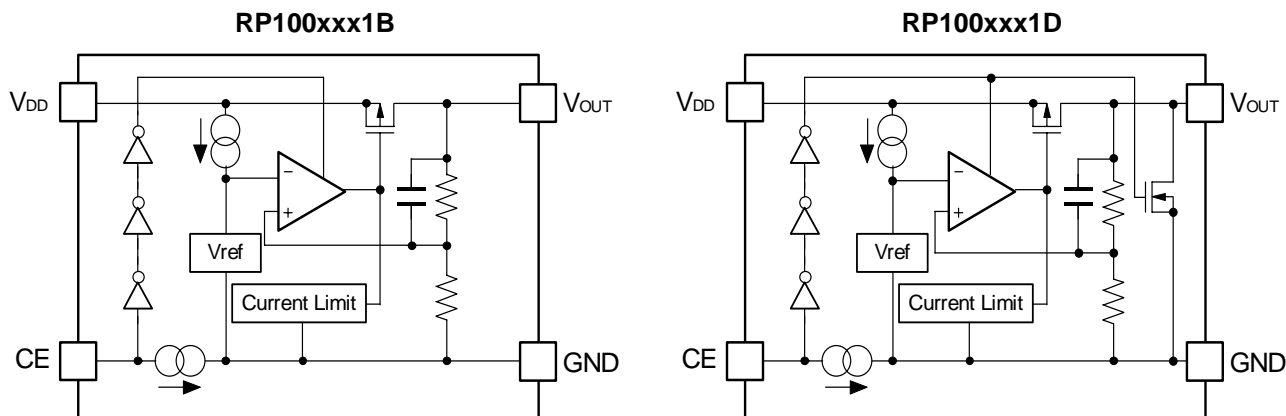 RP100xxx1B
VDD
VOUT
−
+
Vref
Current Limit
CE
GND
RP100xxx1D
VDD
VOUT
−
+
Vref
Current Limit
CE
GND